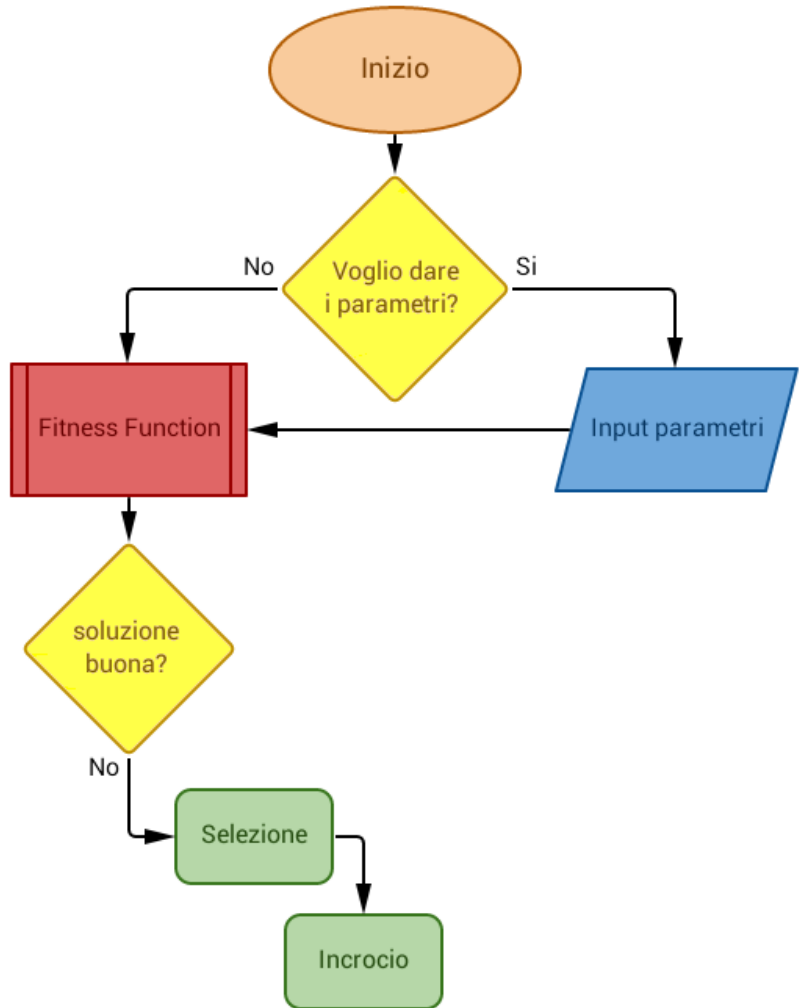 Inizio
Voglio dare
i parametri?
No
Si
Fitness Function
Input parametri
soluzione
buona?
No
Selezione
Incrocio